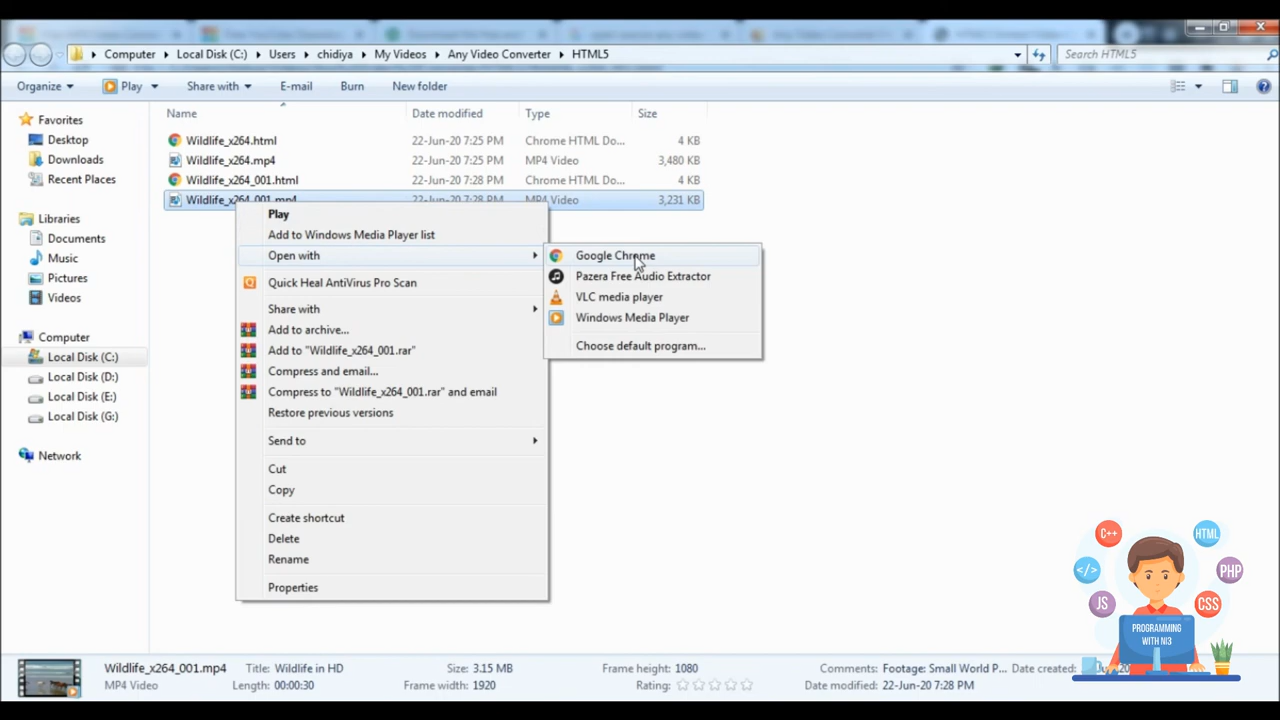 Computer Local Disk (C:) Users chidiya My Videos Any Video Converter HTML5 Search HTML5
Organize Play Share with E-mail Burn New folder
Name Date modified Type Size
Favorites
Desktop
Downloads
Recent Places
Libraries
Documents
Music
Pictures
Videos
Computer
Local Disk (C:)
Local Disk (D:)
Local Disk (E:)
Local Disk (G:)
Network
Wildlife_x264.html 22-Jun-20 7:25 PM Chrome HTML Do... 4 KB
Wildlife_x264.mp4 22-Jun-20 7:25 PM MP4 Video 3,480 KB
Wildlife_x264_001.html 22-Jun-20 7:28 PM Chrome HTML Do... 4 KB
Wildlife_x264_001.mp4 22-Jun-20 7:28 PM MP4 Video 3,231 KB
Play
Add to Windows Media Player list
Open with
Quick Heal AntiVirus Pro Scan
Share with
Add to archive...
Add to "Wildlife_x264_001.rar"
Compress and email...
Compress to "Wildlife_x264_001.rar" and email
Restore previous versions
Send to
Cut
Copy
Create shortcut
Delete
Rename
Properties
Google Chrome
Pazera Free Audio Extractor
VLC media player
Windows Media Player
Choose default program...
C++
HTML
</>
PHP
JS
CSS
PROGRAMMING
WITH NI3
Wildlife_x264_001.mp4 Title: Wildlife in HD Size: 3.15 MB Frame height: 1080 Comments: Footage: Small World P... Date created:
MP4 Video Length: 00:00:30 Frame width: 1920 Rating: Date modified: 22-Jun-20 7:28 PM